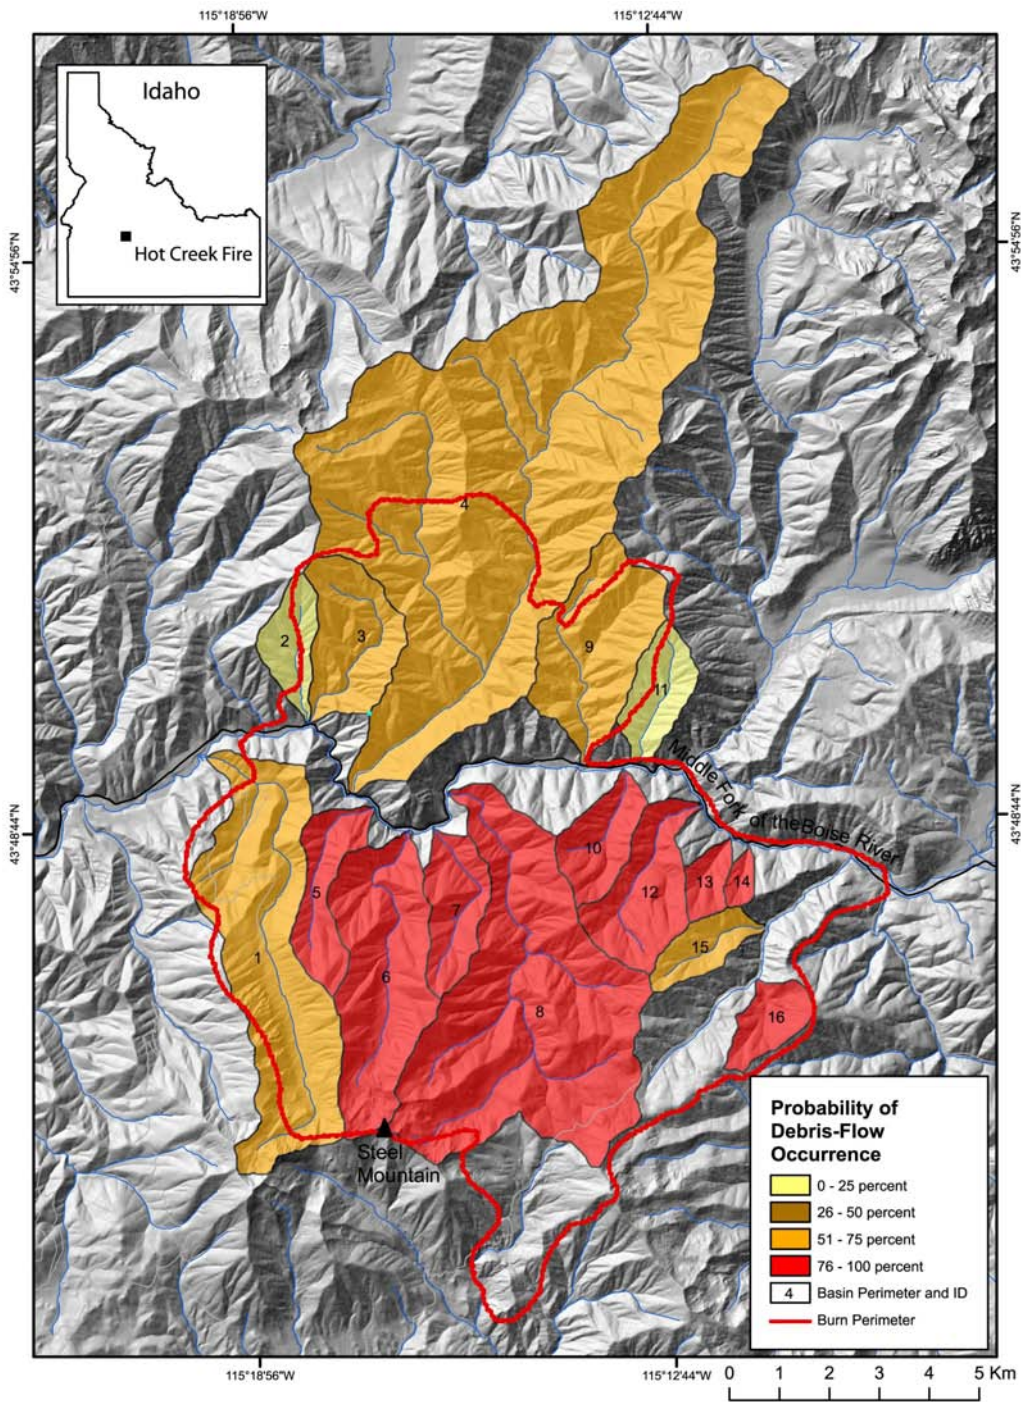 115°18'56"W
115°12'44"W
Idaho
Hot Creek Fire
43°54'56"N
43°54'56"N
4
2
3
9
11
Middle Fork of the Boise River
43°48'44"N
43°48'44"N
10
5
12
13
14
7
15
1
6
8
16
Steel
Mountain
Probability of
Debris-Flow
Occurrence
0 - 25 percent
26 - 50 percent
51 - 75 percent
76 - 100 percent
4 Basin Perimeter and ID
Burn Perimeter
115°18'56"W
115°12'44"W
0 1 2 3 4 5 Km